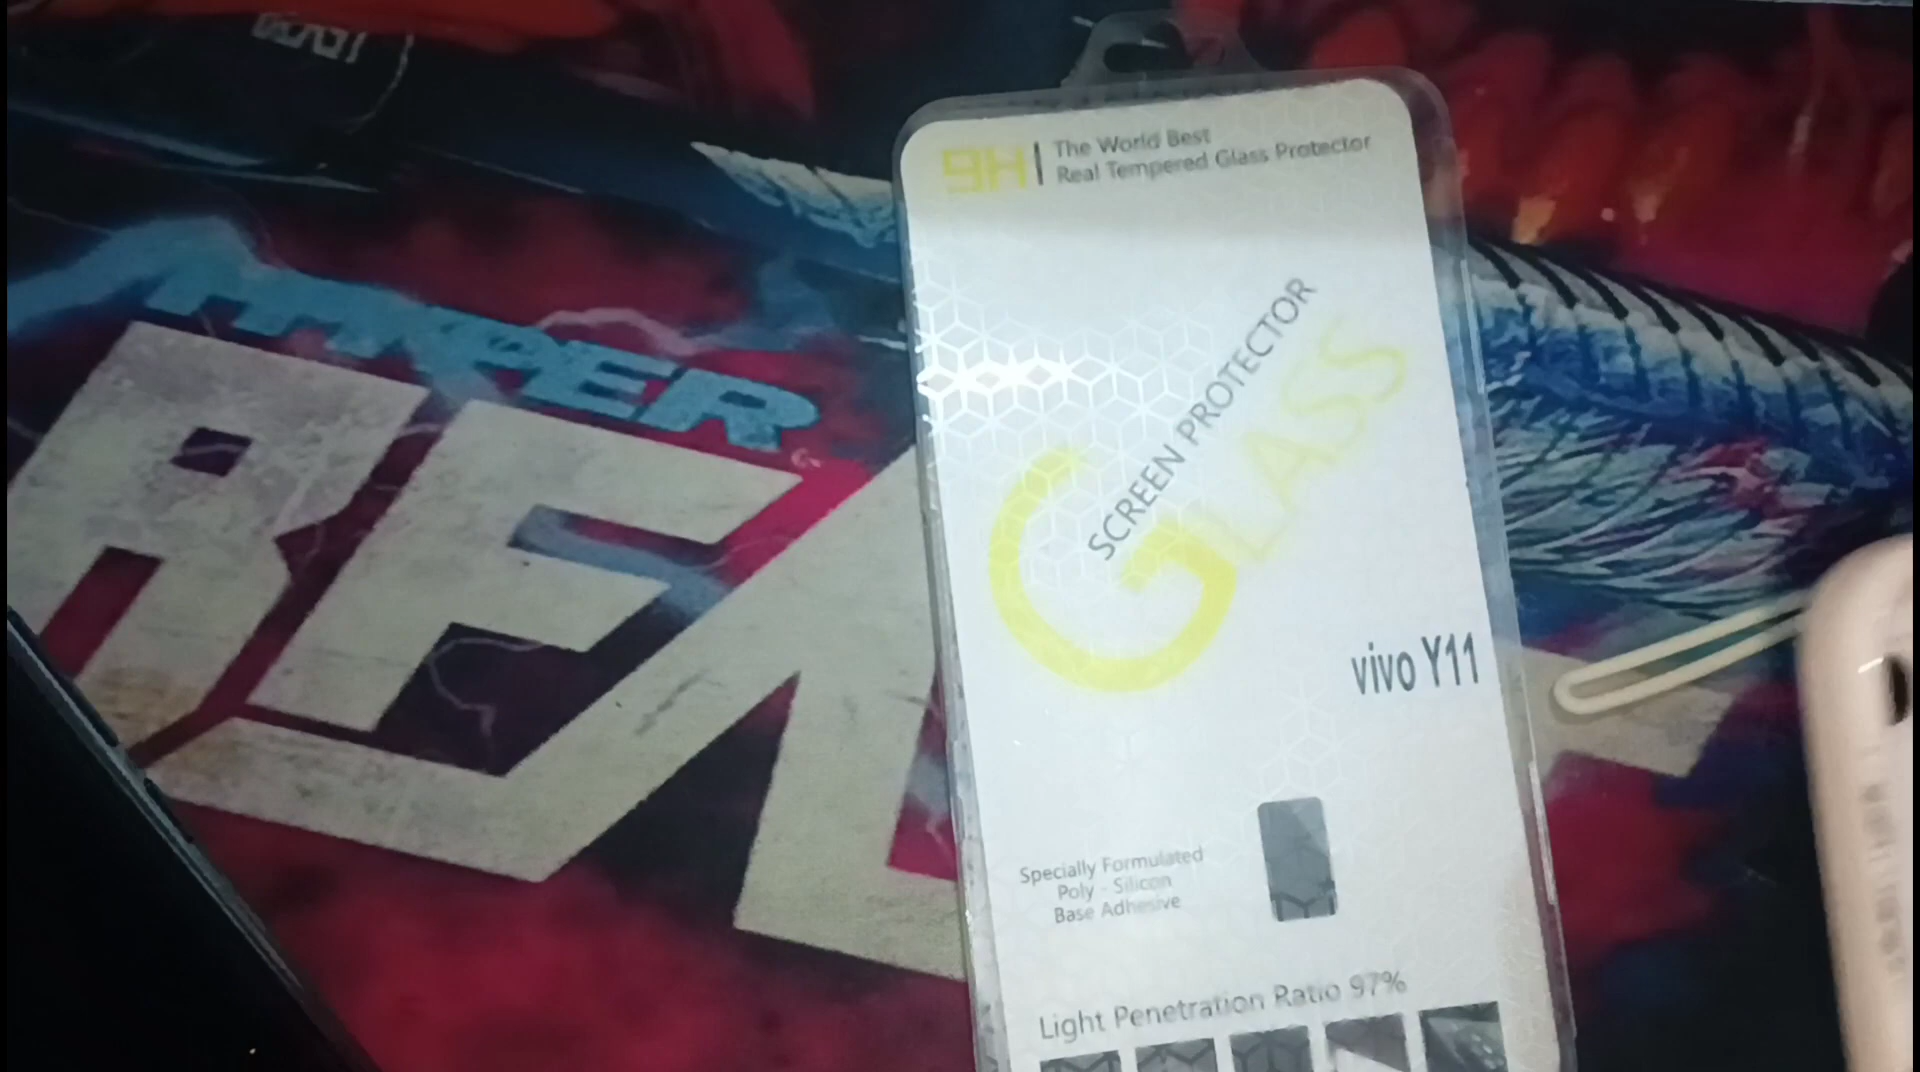 9H
The World Best
Real Tempered Glass Protector
SCREEN PROTECTOR
GLASS
vivo Y11
Specially Formulated
Poly - Silicon
Base Adhesive
Light Penetration Ratio 97%
HYPER